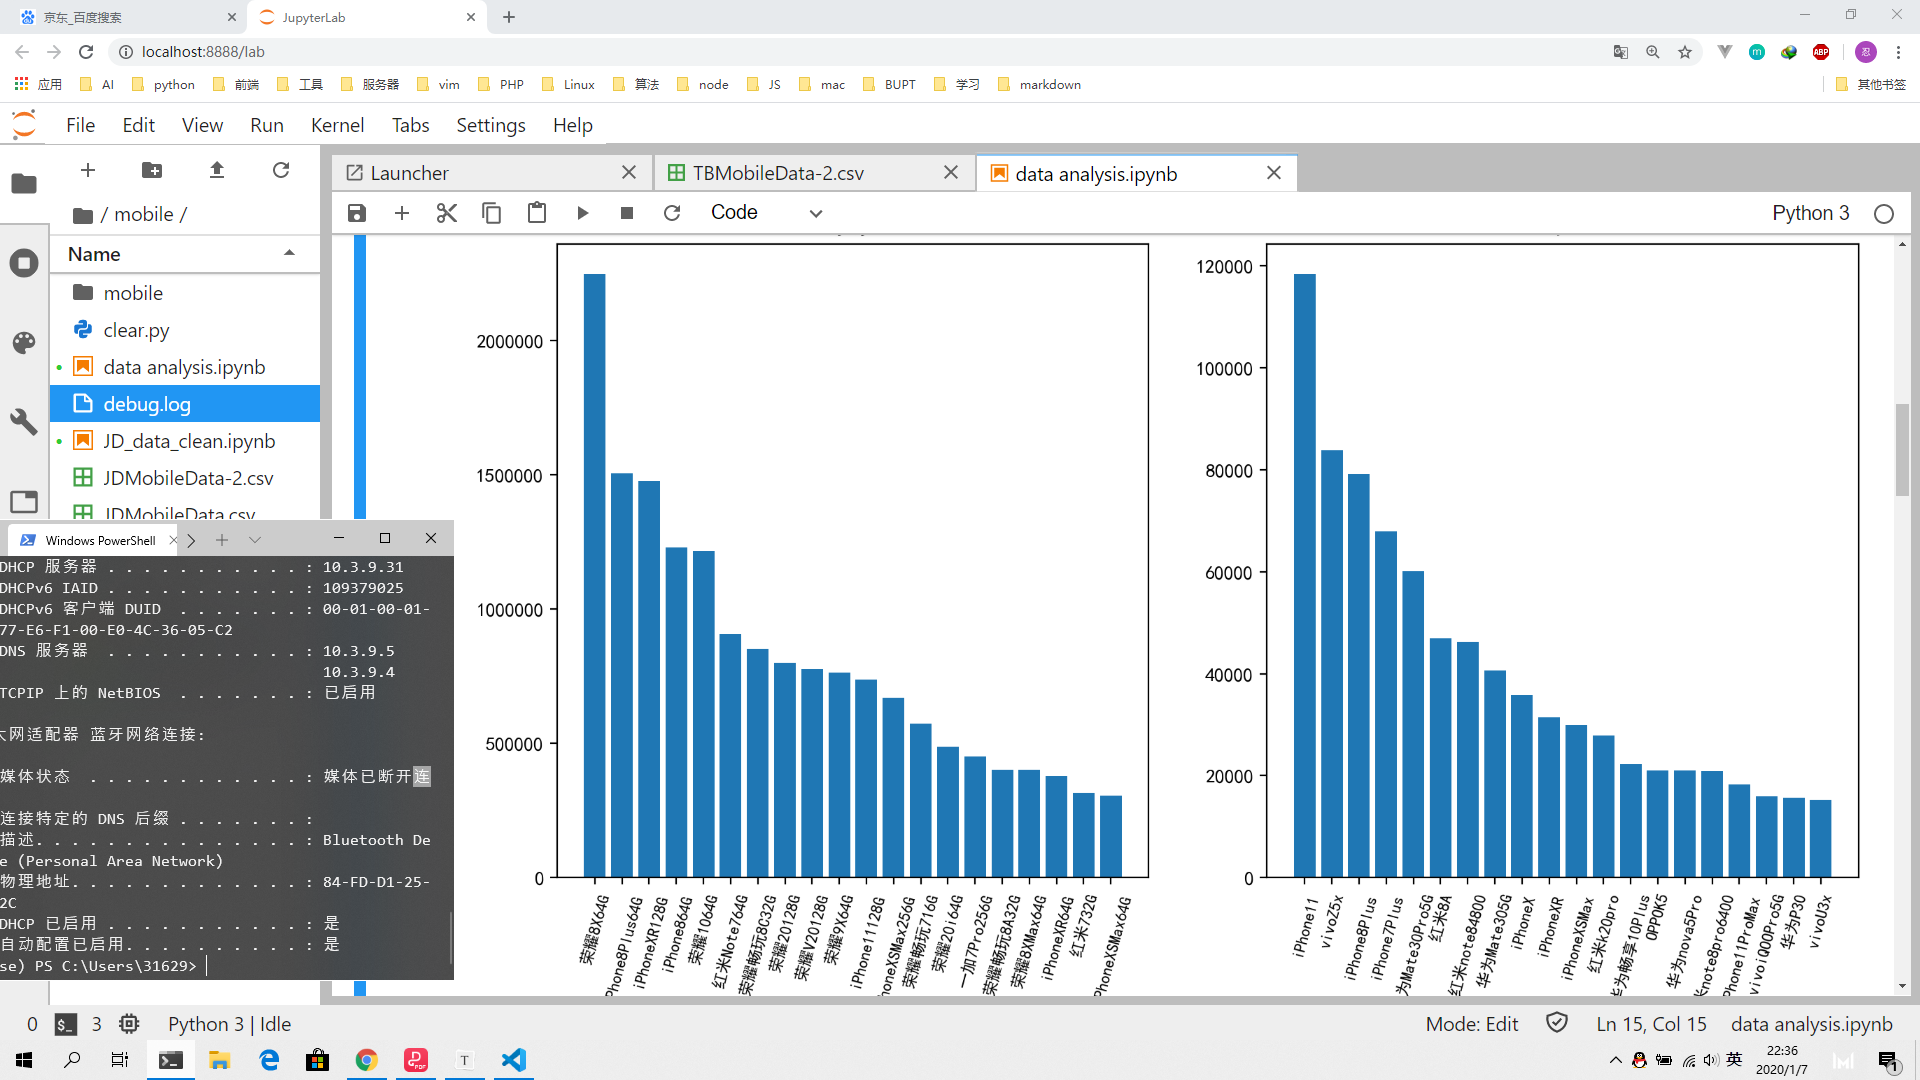 京东_百度搜索
JupyterLab
localhost:8888/lab
应用 AI python 前端 工具 服务器 vim PHP Linux 算法 node JS mac BUPT 学习 markdown 其他书签
File Edit View Run Kernel Tabs Settings Help
Launcher
TBMobileData-2.csv
data analysis.ipynb
/ mobile /
Code
Python 3
Name
mobile
clear.py
data analysis.ipynb
debug.log
JD_data_clean.ipynb
JDMobileData-2.csv
JDMobileData.csv
2000000
1500000
1000000
500000
0
荣耀8X64G
Phone8Plus64G
iPhoneXR128G
iPhone864G
荣耀1064G
红米Note764G
荣耀畅玩8C32G
荣耀20128G
荣耀V20128G
荣耀9X64G
iPhone11128G
PhoneXSMax256G
荣耀畅玩716G
荣耀20i64G
一加7Pro256G
荣耀畅玩8A32G
荣耀8XMax64G
iPhoneXR64G
红米732G
PhoneXSMax64G
120000
100000
80000
60000
40000
20000
0
iPhone11
vivoZ5x
iPhone8Plus
iPhone7Plus
为Mate30Pro5G
红米8A
红米note84800
华为Mate305G
iPhoneX
iPhoneXR
iPhoneXSMax
红米k20pro
华为畅享10Plus
OPPOK5
华为nova5Pro
米note8pro6400
Phone11ProMax
vivoiQOOPro5G
华为P30
vivoU3x
Windows PowerShell
DHCP 服务器 . . . . . . . . . . . : 10.3.9.31
DHCPv6 IAID . . . . . . . . . . . : 109379025
DHCPv6 客户端 DUID . . . . . . . : 00-01-00-01-
77-E6-F1-00-E0-4C-36-05-C2
DNS 服务器 . . . . . . . . . . . : 10.3.9.5
10.3.9.4
TCPIP 上的 NetBIOS . . . . . . . : 已启用
太网适配器 蓝牙网络连接:
媒体状态 . . . . . . . . . . . . : 媒体已断开连
连接特定的 DNS 后缀 . . . . . . . :
描述. . . . . . . . . . . . . . . : Bluetooth De
e (Personal Area Network)
物理地址. . . . . . . . . . . . . : 84-FD-D1-25-
2C
DHCP 已启用 . . . . . . . . . . . : 是
自动配置已启用. . . . . . . . . . : 是
se) PS C:\Users\31629>
0 3 Python 3 | Idle
Mode: Edit Ln 15, Col 15 data analysis.ipynb
英
22:36
2020/1/7
1